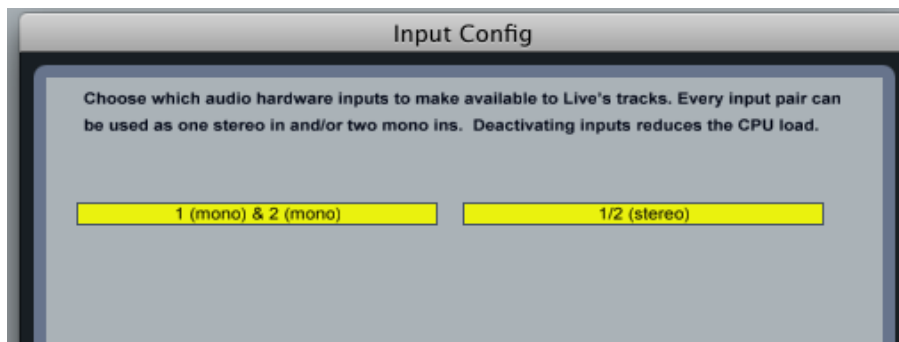 Input Config
Choose which audio hardware inputs to make available to Live's tracks. Every input pair can
be used as one stereo in and/or two mono ins.  Deactivating inputs reduces the CPU load.
1 (mono) & 2 (mono)
1/2 (stereo)